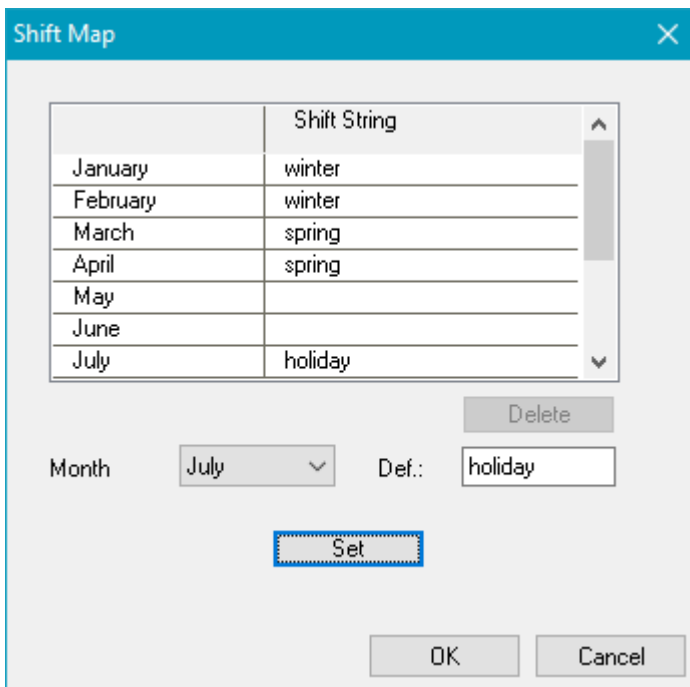 Shift Map
Shift String
January winter
February winter
March spring
April spring
May
June
July holiday
Delete
Month July Def.: holiday
Set
OK Cancel